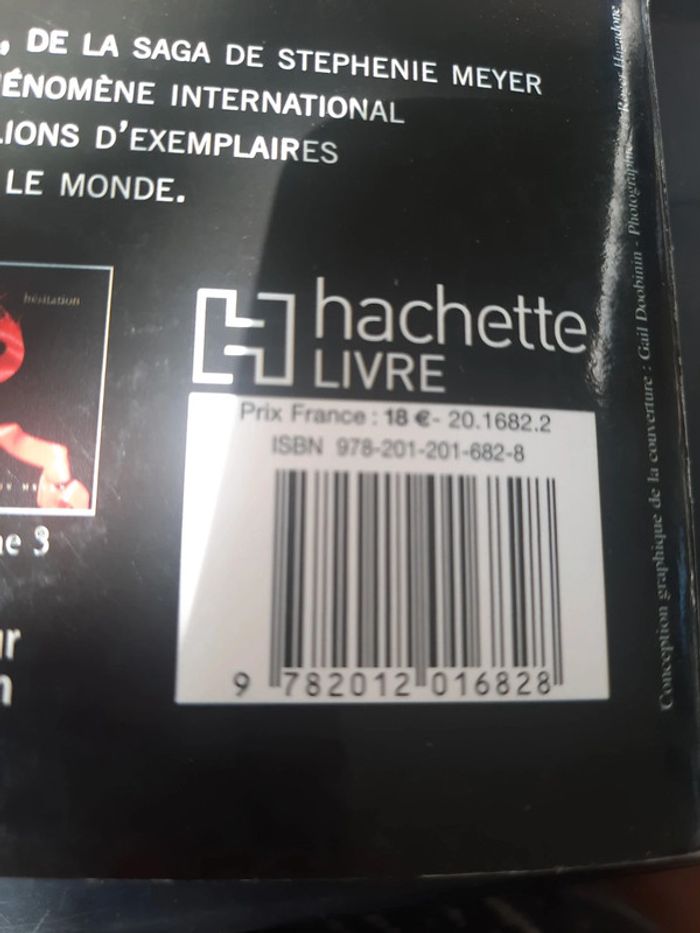 , DE LA SAGA DE STEPHENIE MEYER
ÉNOMÈNE INTERNATIONAL
LIONS D'EXEMPLAIRES
LE MONDE.
hésitation
e 3
hachette
LIVRE
Prix France : 18 € - 20.1682.2
ISBN 978-201-201-682-8
9 782012 016828
Conception graphique de la couverture : Gail Doobinin - Photographie
Roger Hagadone